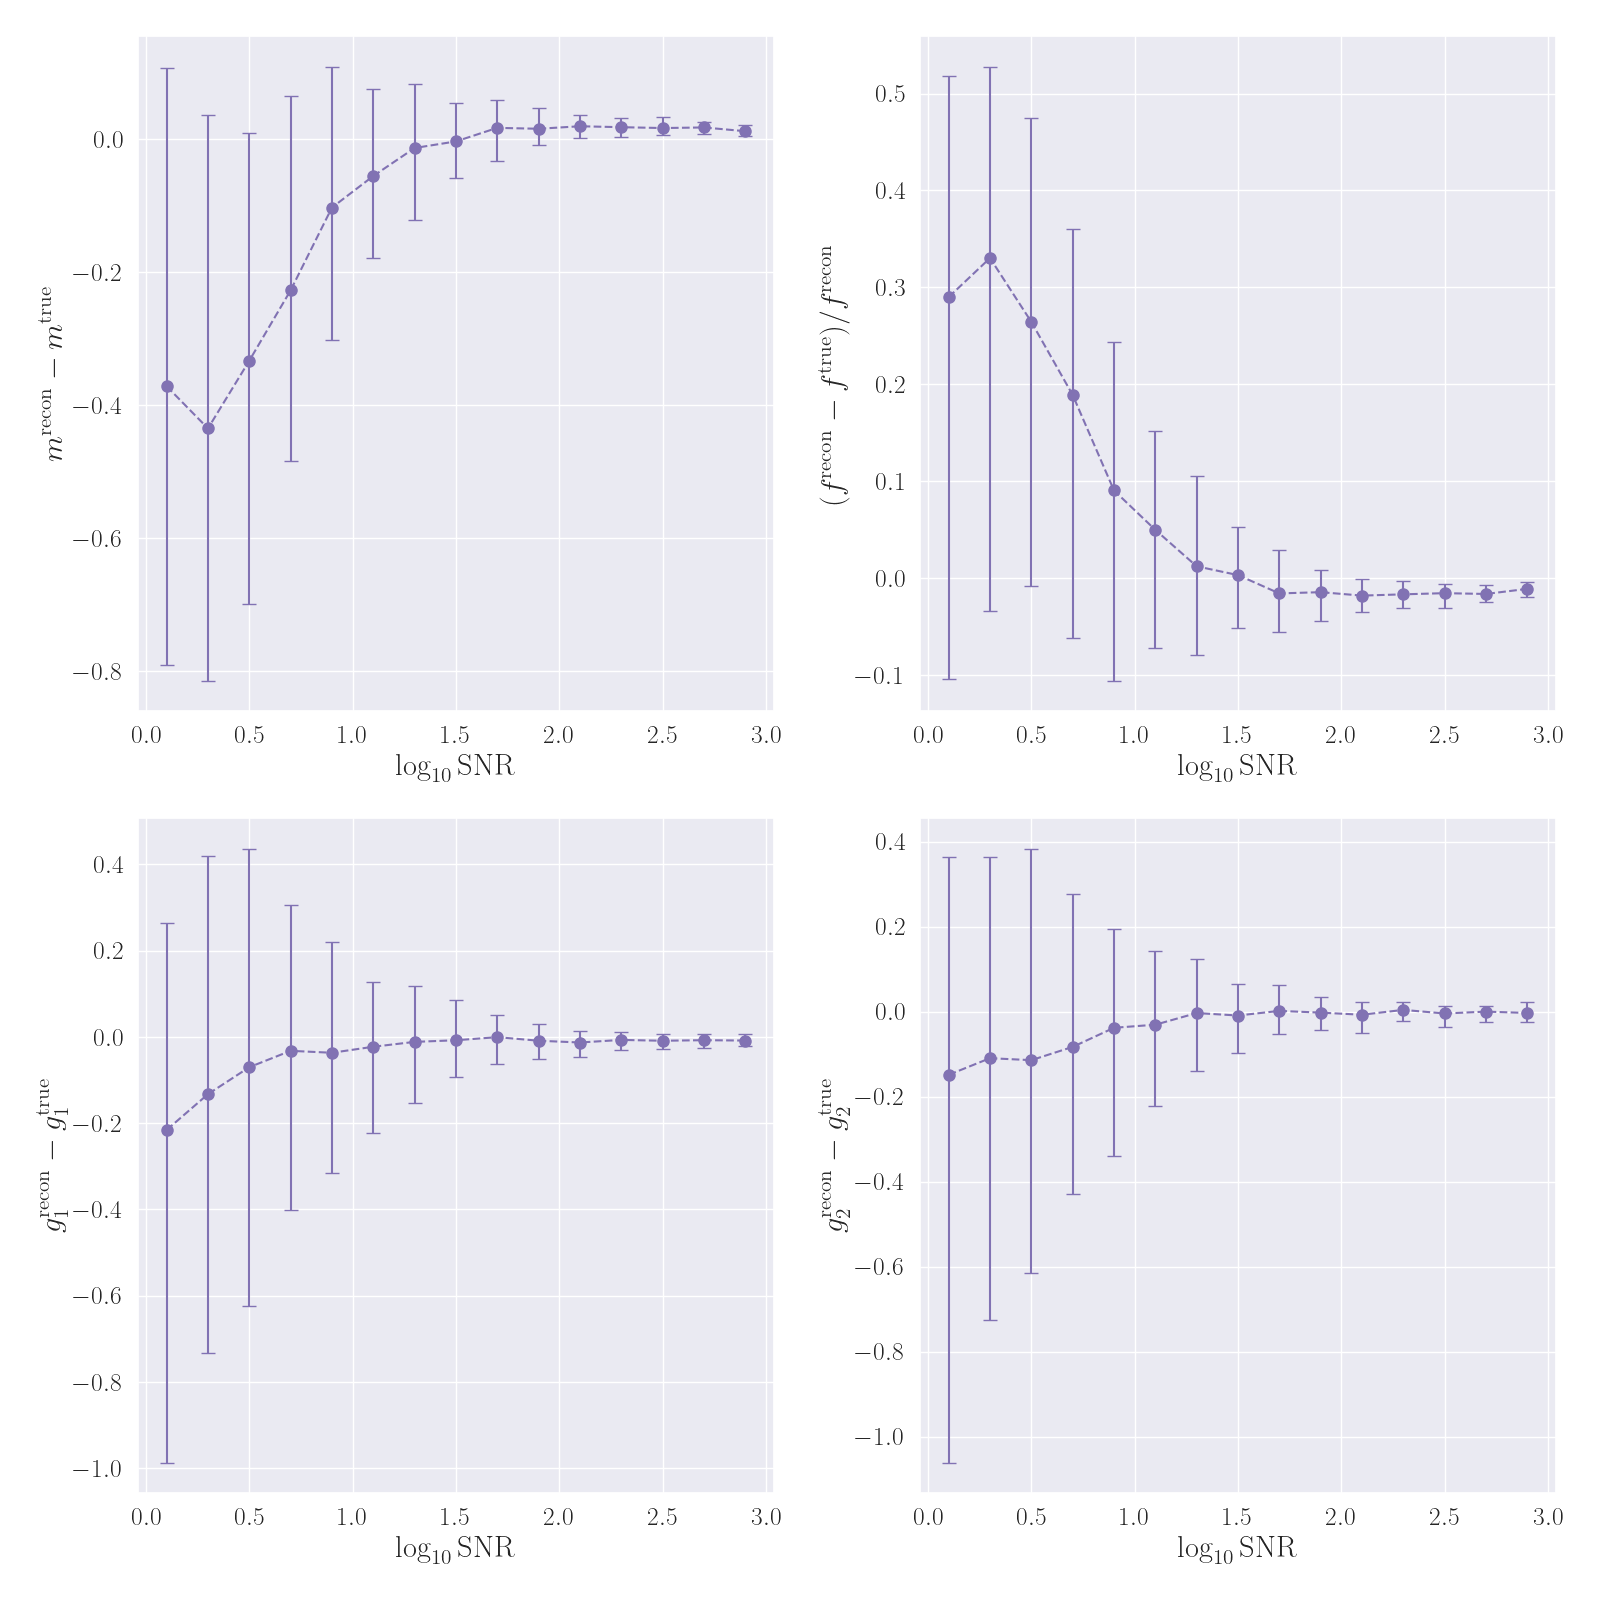 0.0
−0.2
−0.4
−0.6
−0.8
m^recon − m^true
0.0 0.5 1.0 1.5 2.0 2.5 3.0
log₁₀ SNR
0.5
0.4
0.3
0.2
0.1
0.0
−0.1
(f^recon − f^true)/f^recon
0.0 0.5 1.0 1.5 2.0 2.5 3.0
log₁₀ SNR
0.4
0.2
0.0
−0.2
−0.4
−0.6
−0.8
−1.0
g₁^recon − g₁^true
0.0 0.5 1.0 1.5 2.0 2.5 3.0
log₁₀ SNR
0.4
0.2
0.0
−0.2
−0.4
−0.6
−0.8
−1.0
g₂^recon − g₂^true
0.0 0.5 1.0 1.5 2.0 2.5 3.0
log₁₀ SNR